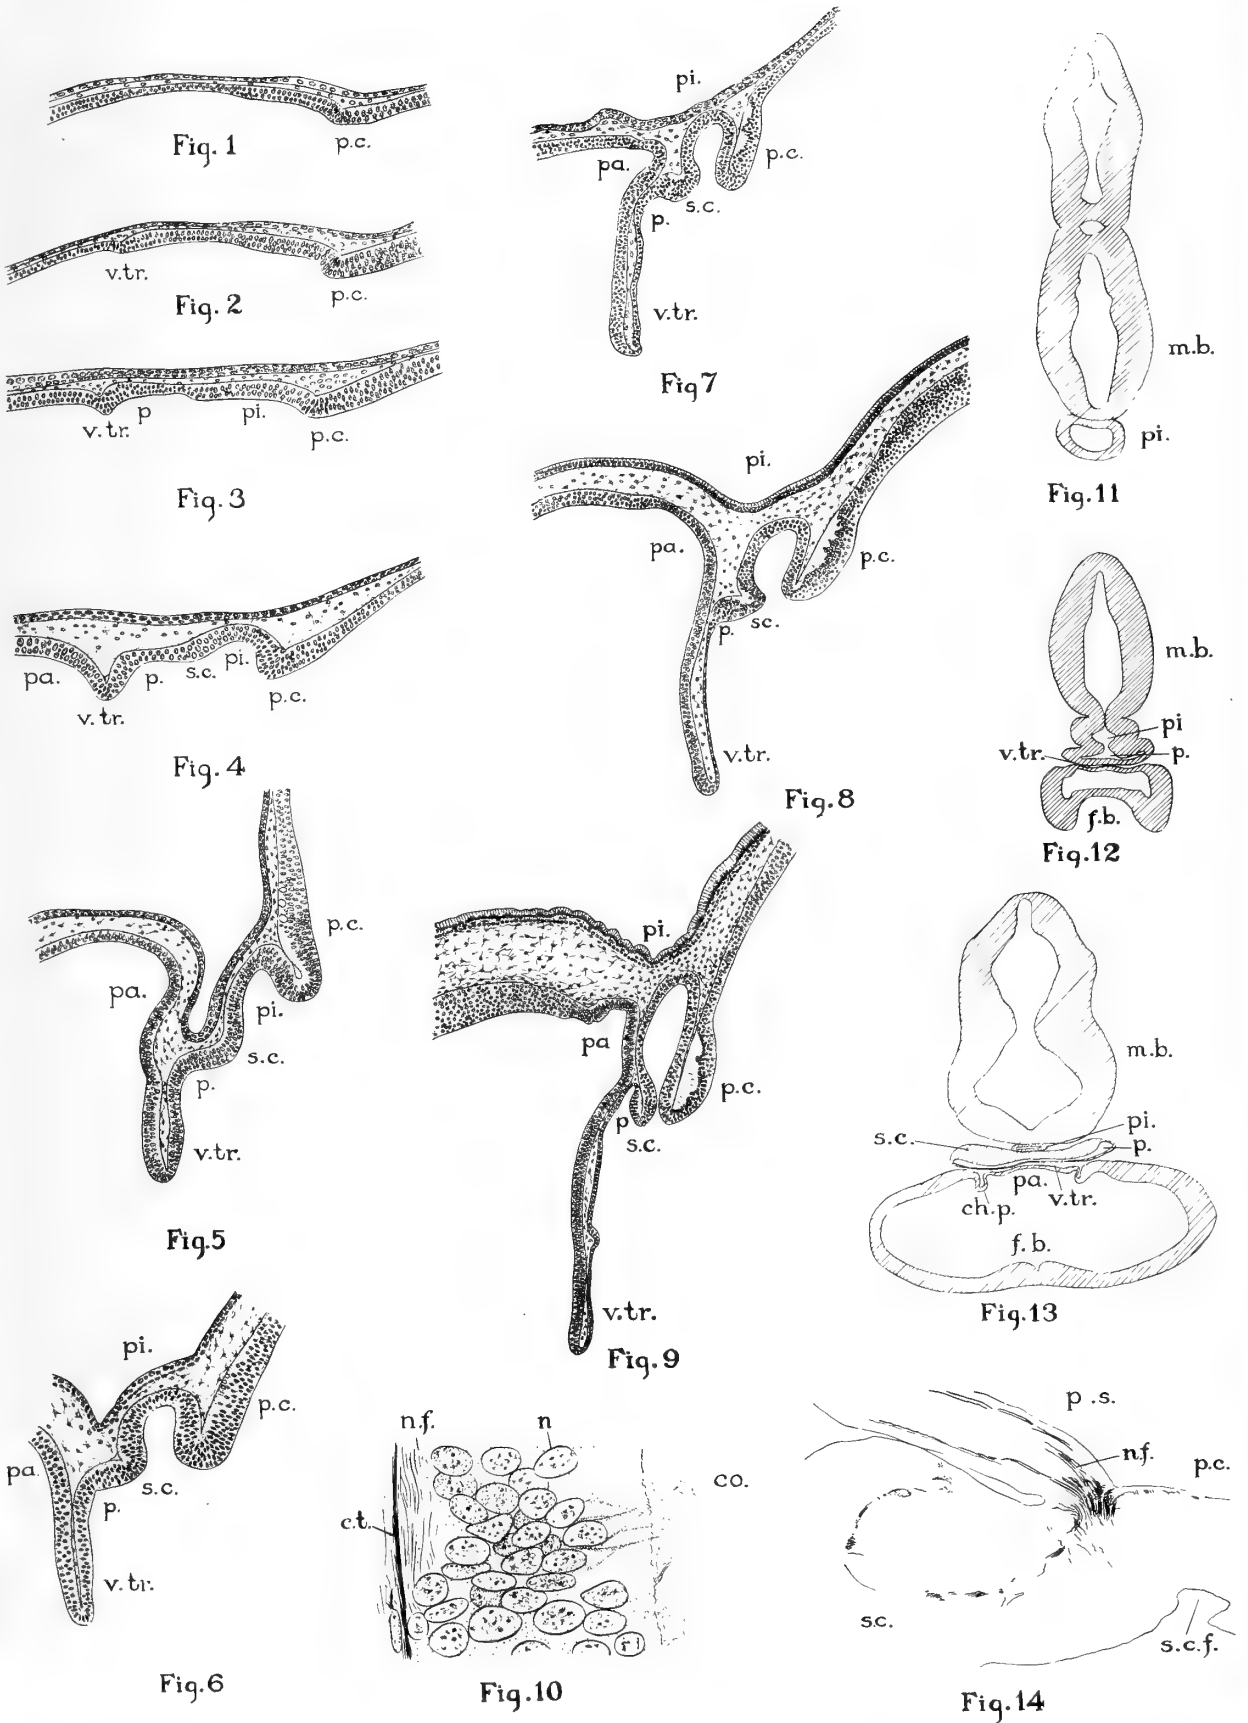 p.c.
Fig. 1
v.tr.
p.c.
Fig. 2
v.tr.
p
pi.
p.c.
Fig. 3
pa.
v.tr.
p.
s.c.
pi.
p.c.
Fig. 4
pa.
p.c.
pi.
s.c.
p.
v.tr.
Fig.5
pi.
p.c.
pa.
s.c.
p.
v.tr.
Fig.6
pi.
pa.
p.c.
s.c.
p.
v.tr.
Fig7
pi.
pa.
p.c.
p.
sc.
v.tr.
Fig.8
pi.
pa
p.c.
p
s.c.
v.tr.
Fig.9
n.f.
n
co.
c.t.
Fig.10
m.b.
pi.
Fig.11
m.b.
pi
v.tr.
p.
f.b.
Fig.12
m.b.
pi.
s.c.
p.
pa.
v.tr.
ch.p.
f.b.
Fig.13
p.s.
n.f.
p.c.
s.c.
s.c.f.
Fig.14